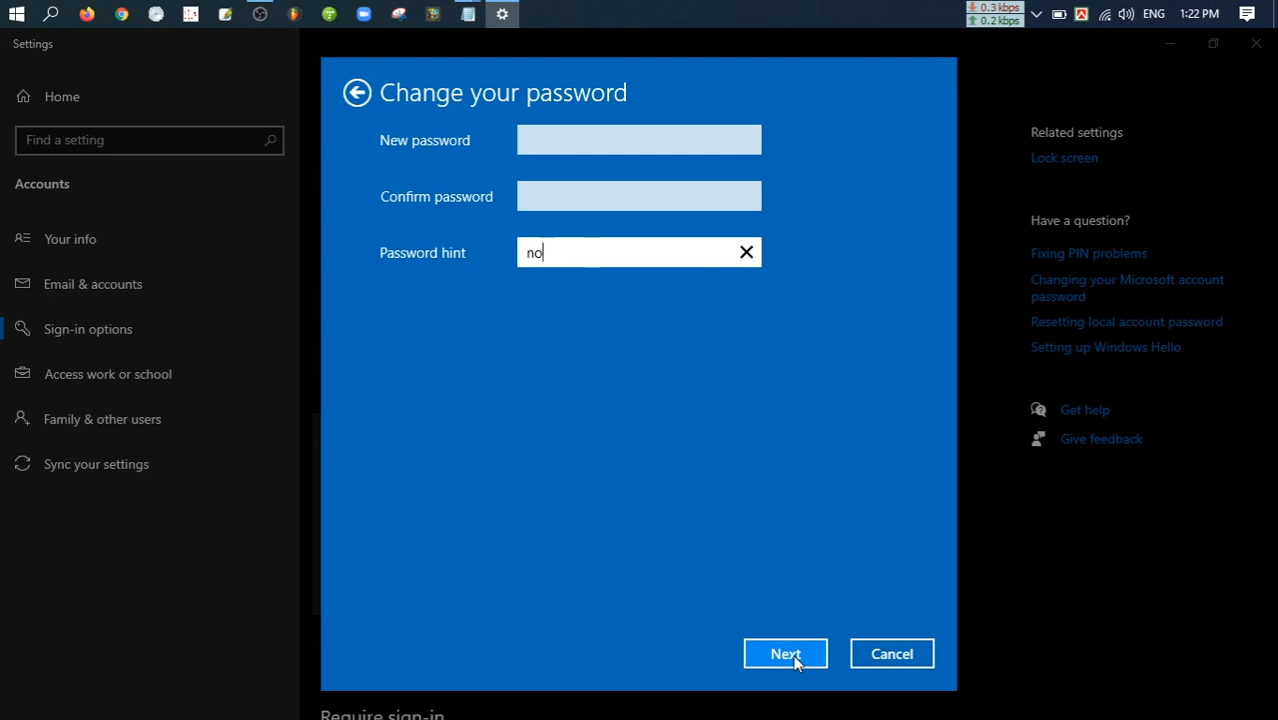 0.3 kbps
0.2 kbps
ENG
1:22 PM
Settings
Home
Find a setting
Accounts
Your info
Email & accounts
Sign-in options
Access work or school
Family & other users
Sync your settings
Change your password
New password
Confirm password
Password hint
no
Next
Cancel
Require sign-in
Related settings
Lock screen
Have a question?
Fixing PIN problems
Changing your Microsoft account
password
Resetting local account password
Setting up Windows Hello
Get help
Give feedback